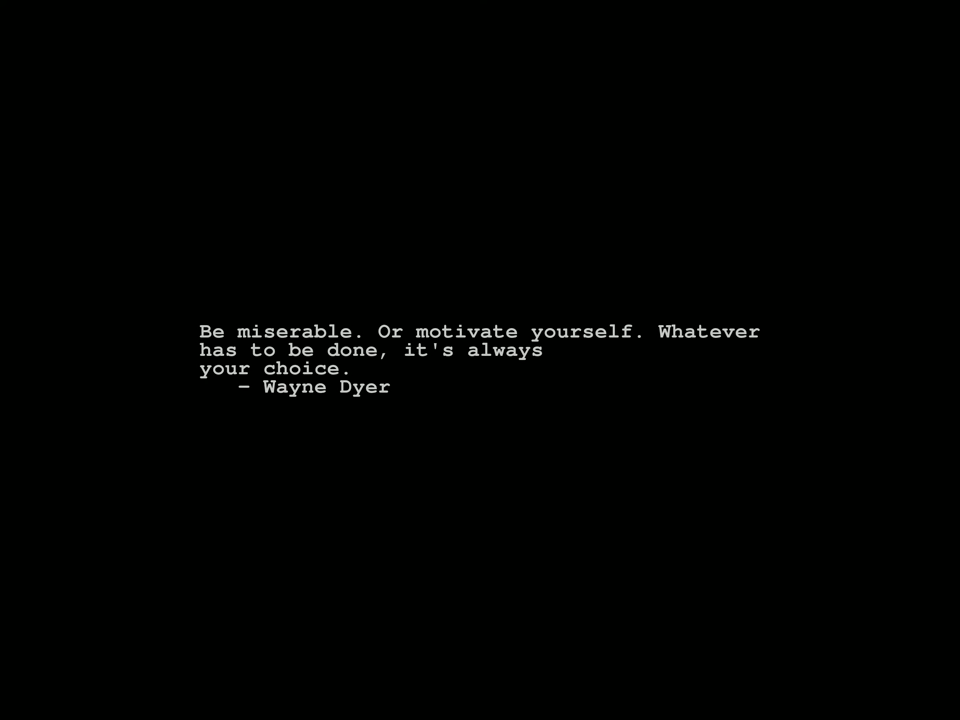 Be miserable. Or motivate yourself. Whatever
has to be done, it's always
your choice.
– Wayne Dyer